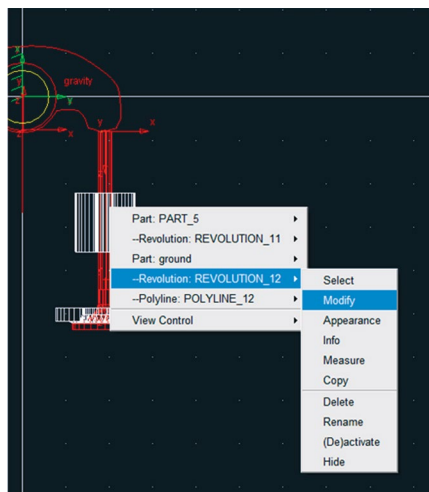 x
gravity
y
y
z
z
x
y
x
Part: PART_5
--Revolution: REVOLUTION_11
Part: ground
--Revolution: REVOLUTION_12
--Polyline: POLYLINE_12
View Control
Select
Modify
Appearance
Info
Measure
Copy
Delete
Rename
(De)activate
Hide